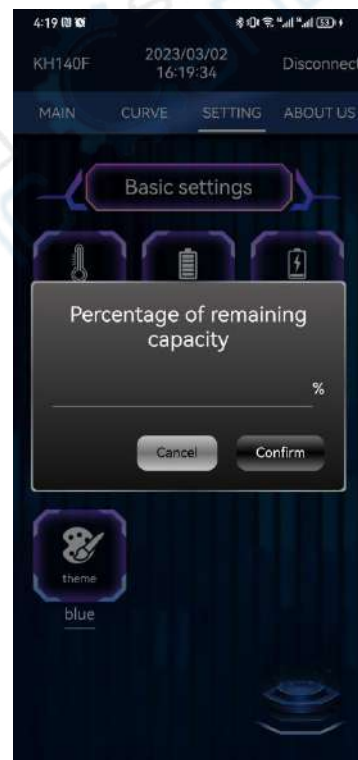 4:19
53
KH140F
2023/03/02
16:19:34
Disconnect
MAIN
CURVE
SETTING
ABOUT US
Basic settings
Percentage of remaining
capacity
%
Cancel
Confirm
theme
blue